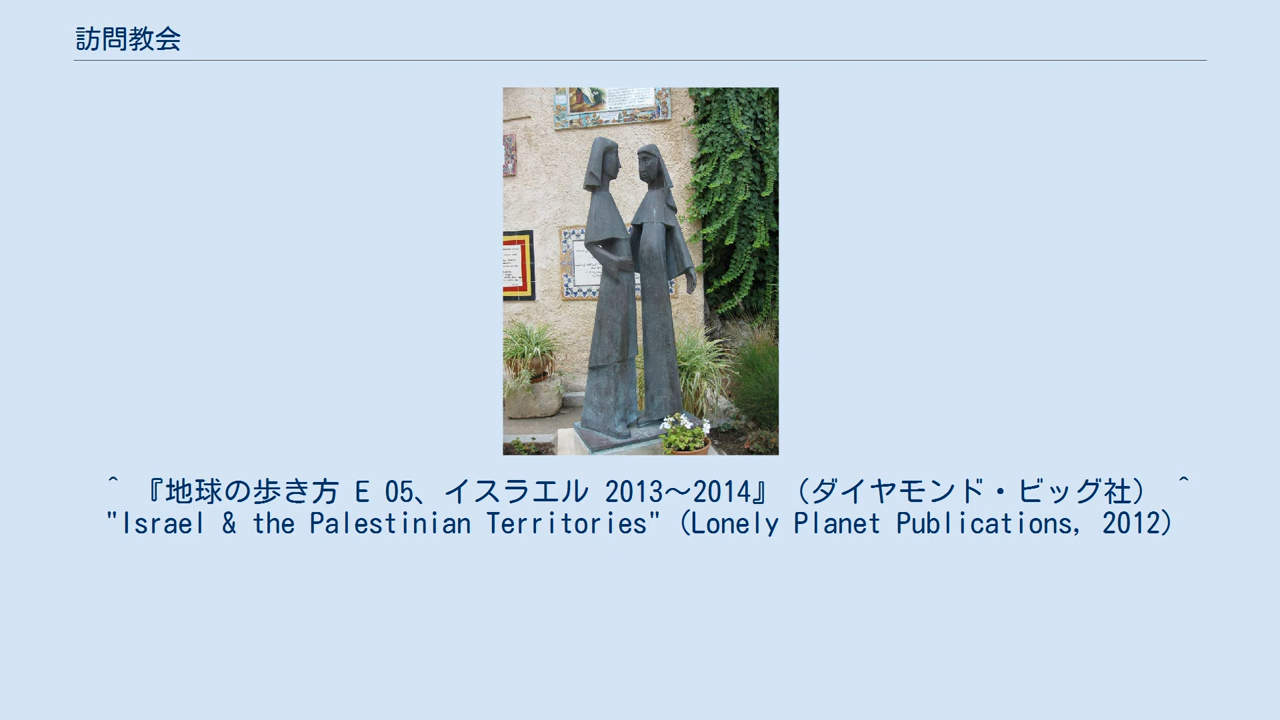 訪問教会
^ 『地球の歩き方 E 05、イスラエル 2013～2014』（ダイヤモンド・ビッグ社） ^
"Israel & the Palestinian Territories"（Lonely Planet Publications, 2012）